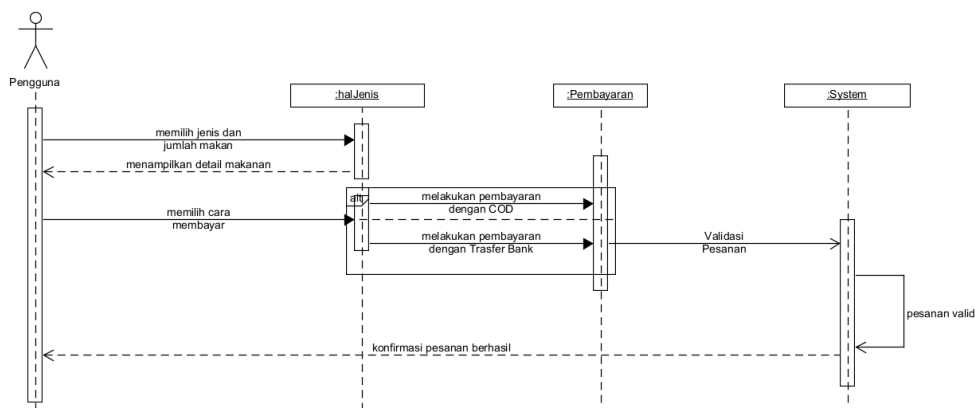 Pengguna
:halJenis
:Pembayaran
:System
memilih jenis dan
jumlah makan
menampilkan detail makanan
alt
melakukan pembayaran
dengan COD
memilih cara
membayar
melakukan pembayaran
dengan Trasfer Bank
Validasi
Pesanan
pesanan valid
konfirmasi pesanan berhasil